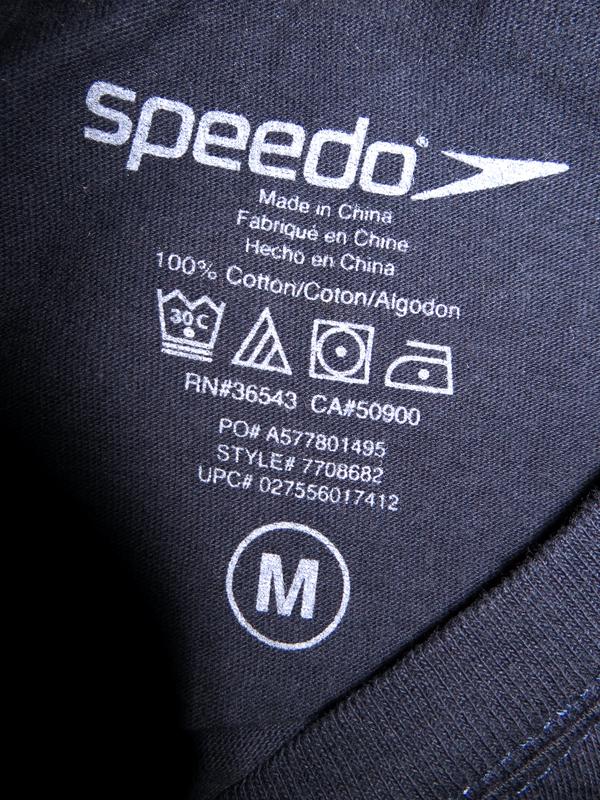 speedo®
Made in China
Fabriqué en Chine
Hecho en China
100% Cotton/Coton/Algodon
30C
RN#36543 CA#50900
PO# A577801495
STYLE# 7708682
UPC# 027556017412
M